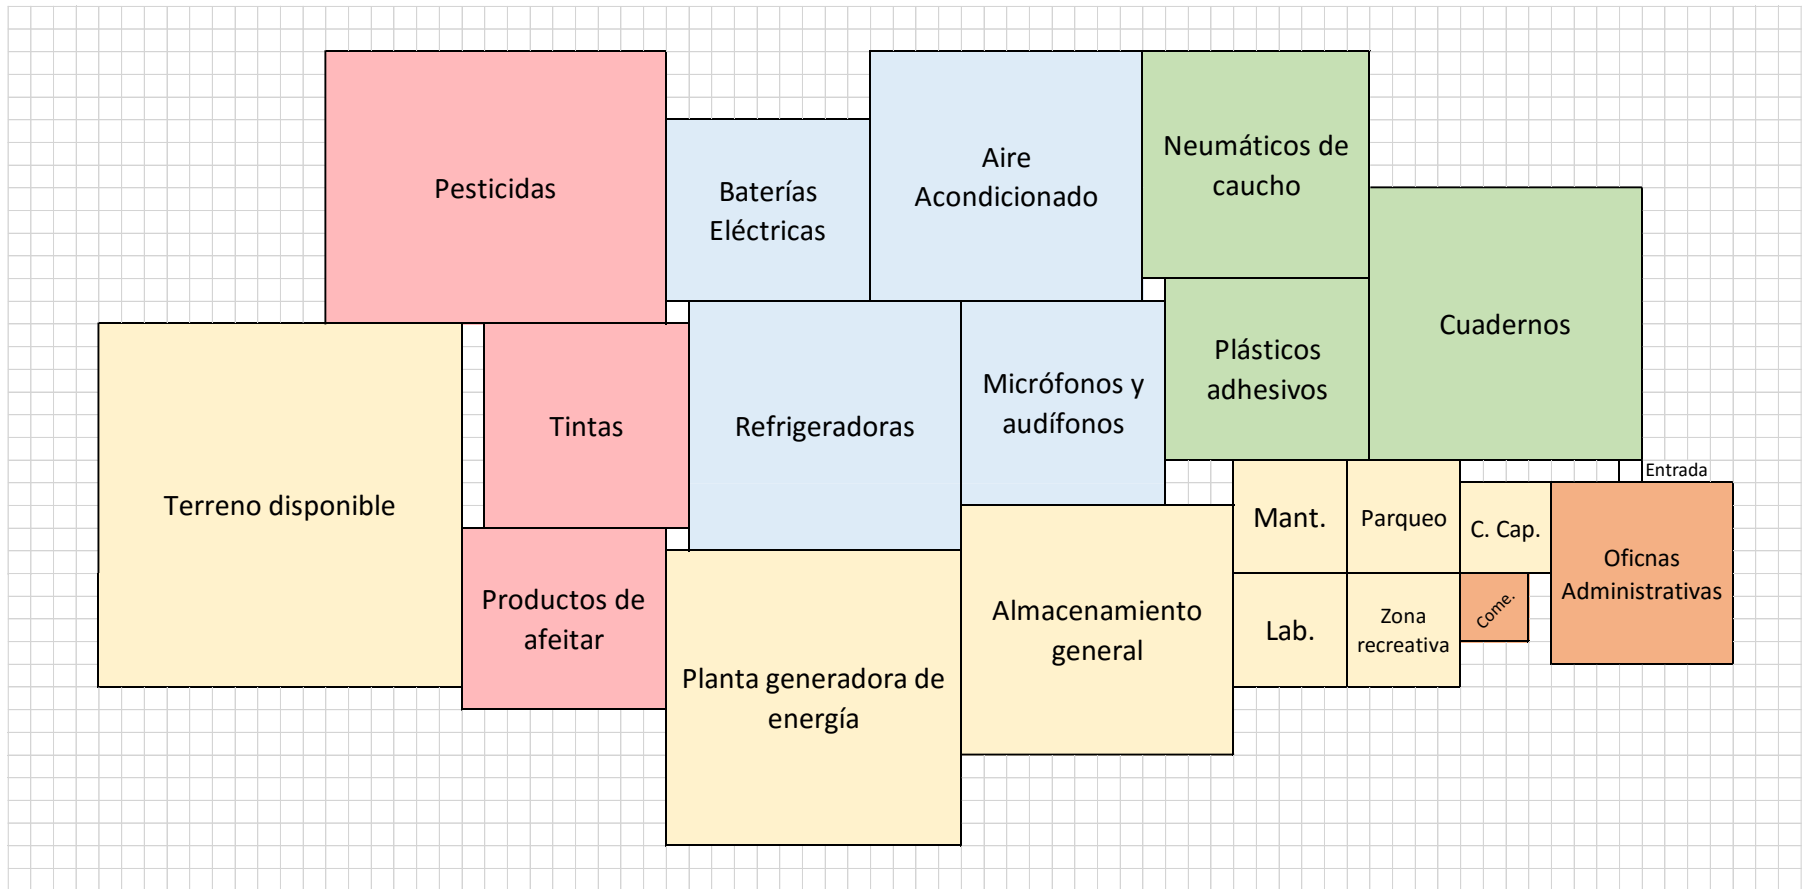 Pesticidas
Baterías
Eléctricas
Aire
Acondicionado
Neumáticos de
caucho
Cuadernos
Plásticos
adhesivos
Micrófonos y
audífonos
Refrigeradoras
Tintas
Terreno disponible
Productos de
afeitar
Planta generadora de
energía
Almacenamiento
general
Mant.
Parqueo
C. Cap.
Entrada
Oficnas
Administrativas
Lab.
Zona
recreativa
Come.